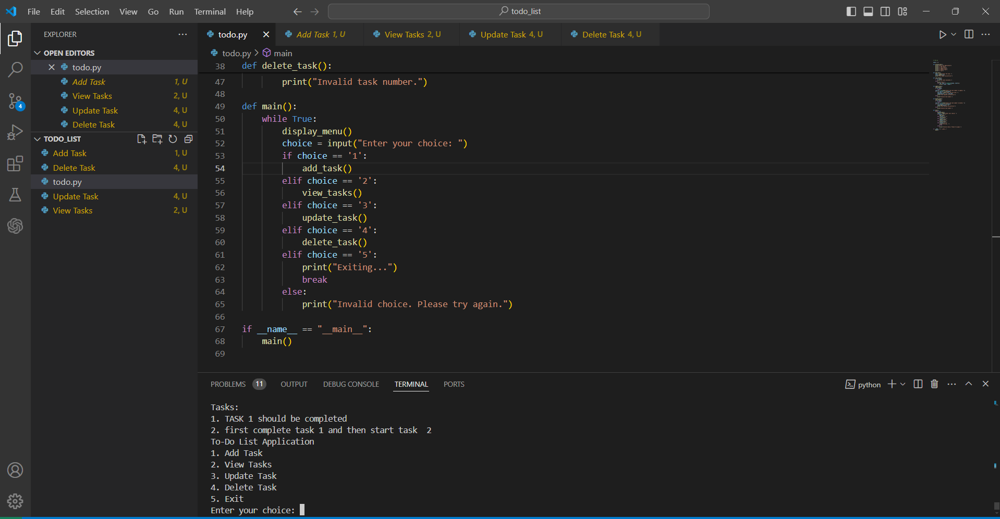 File Edit Selection View Go Run Terminal Help
todo_list
EXPLORER
OPEN EDITORS
todo.py
Add Task 1, U
View Tasks 2, U
Update Task 4, U
Delete Task 4, U
TODO_LIST
Add Task 1, U
Delete Task 4, U
todo.py
Update Task 4, U
View Tasks 2, U
4
todo.py Add Task 1, U View Tasks 2, U Update Task 4, U Delete Task 4, U
todo.py main
38 def delete_task():
47 print("Invalid task number.")
48
49 def main():
50 while True:
51 display_menu()
52 choice = input("Enter your choice: ")
53 if choice == '1':
54 add_task()
55 elif choice == '2':
56 view_tasks()
57 elif choice == '3':
58 update_task()
59 elif choice == '4':
60 delete_task()
61 elif choice == '5':
62 print("Exiting...")
63 break
64 else:
65 print("Invalid choice. Please try again.")
66
67 if __name__ == "__main__":
68 main()
69
PROBLEMS 11 OUTPUT DEBUG CONSOLE TERMINAL PORTS
python
Tasks:
1. TASK 1 should be completed
2. first complete task 1 and then start task  2
To-Do List Application
1. Add Task
2. View Tasks
3. Update Task
4. Delete Task
5. Exit
Enter your choice: